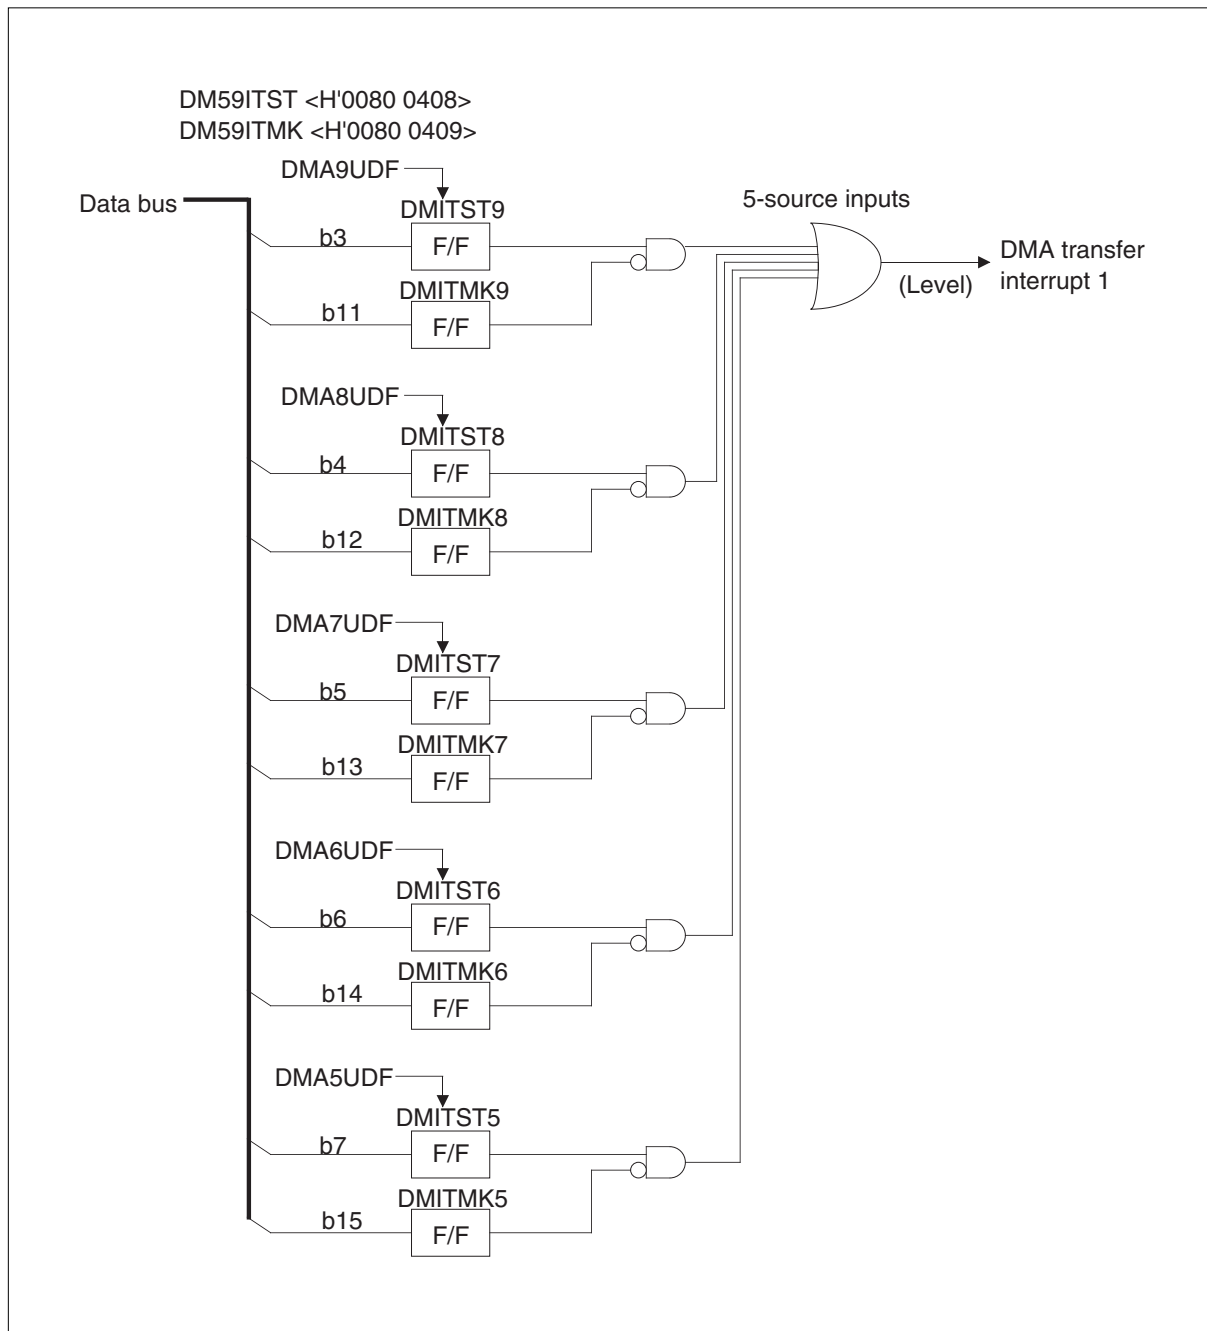 DM59ITST <H'0080 0408>
DM59ITMK <H'0080 0409>
DMA9UDF
Data bus
5-source inputs
DMITST9
b3
F/F
DMA transfer
interrupt 1
(Level)
DMITMK9
b11
F/F
DMA8UDF
DMITST8
b4
F/F
DMITMK8
b12
F/F
DMA7UDF
DMITST7
b5
F/F
DMITMK7
b13
F/F
DMA6UDF
DMITST6
b6
F/F
DMITMK6
b14
F/F
DMA5UDF
DMITST5
b7
F/F
DMITMK5
b15
F/F